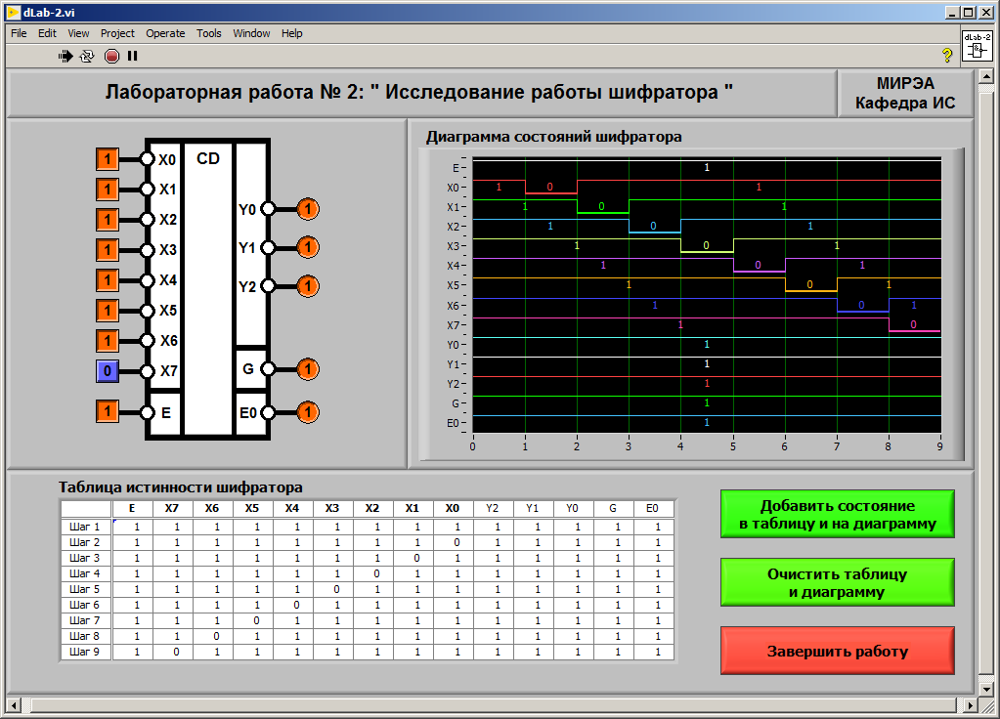 dLab-2.vi
File Edit View Project Operate Tools Window Help
?
dLab-2
Лабораторная работа № 2: " Исследование работы шифратора "
МИРЭА
Кафедра ИС
1 X0 CD
1 X1
1 X2 Y0 1
1 X3 Y1 1
1 X4 Y2 1
1 X5
1 X6
0 X7 G 1
1 E E0 1
Диаграмма состояний шифратора
E 1
X0 1 0 1
X1 1 0 1
X2 1 0 1
X3 1 0 1
X4 1 0 1
X5 1 0 1
X6 1 0 1
X7 1 0
Y0 1
Y1 1
Y2 1
G 1
E0 1
0 1 2 3 4 5 6 7 8 9
Таблица истинности шифратора
E X7 X6 X5 X4 X3 X2 X1 X0 Y2 Y1 Y0 G E0
Шаг 1 1 1 1 1 1 1 1 1 1 1 1 1 1 1
Шаг 2 1 1 1 1 1 1 1 1 0 1 1 1 1 1
Шаг 3 1 1 1 1 1 1 1 0 1 1 1 1 1 1
Шаг 4 1 1 1 1 1 1 0 1 1 1 1 1 1 1
Шаг 5 1 1 1 1 1 0 1 1 1 1 1 1 1 1
Шаг 6 1 1 1 1 0 1 1 1 1 1 1 1 1 1
Шаг 7 1 1 1 0 1 1 1 1 1 1 1 1 1 1
Шаг 8 1 1 0 1 1 1 1 1 1 1 1 1 1 1
Шаг 9 1 0 1 1 1 1 1 1 1 1 1 1 1 1
Добавить состояние
в таблицу и на диаграмму
Очистить таблицу
и диаграмму
Завершить работу